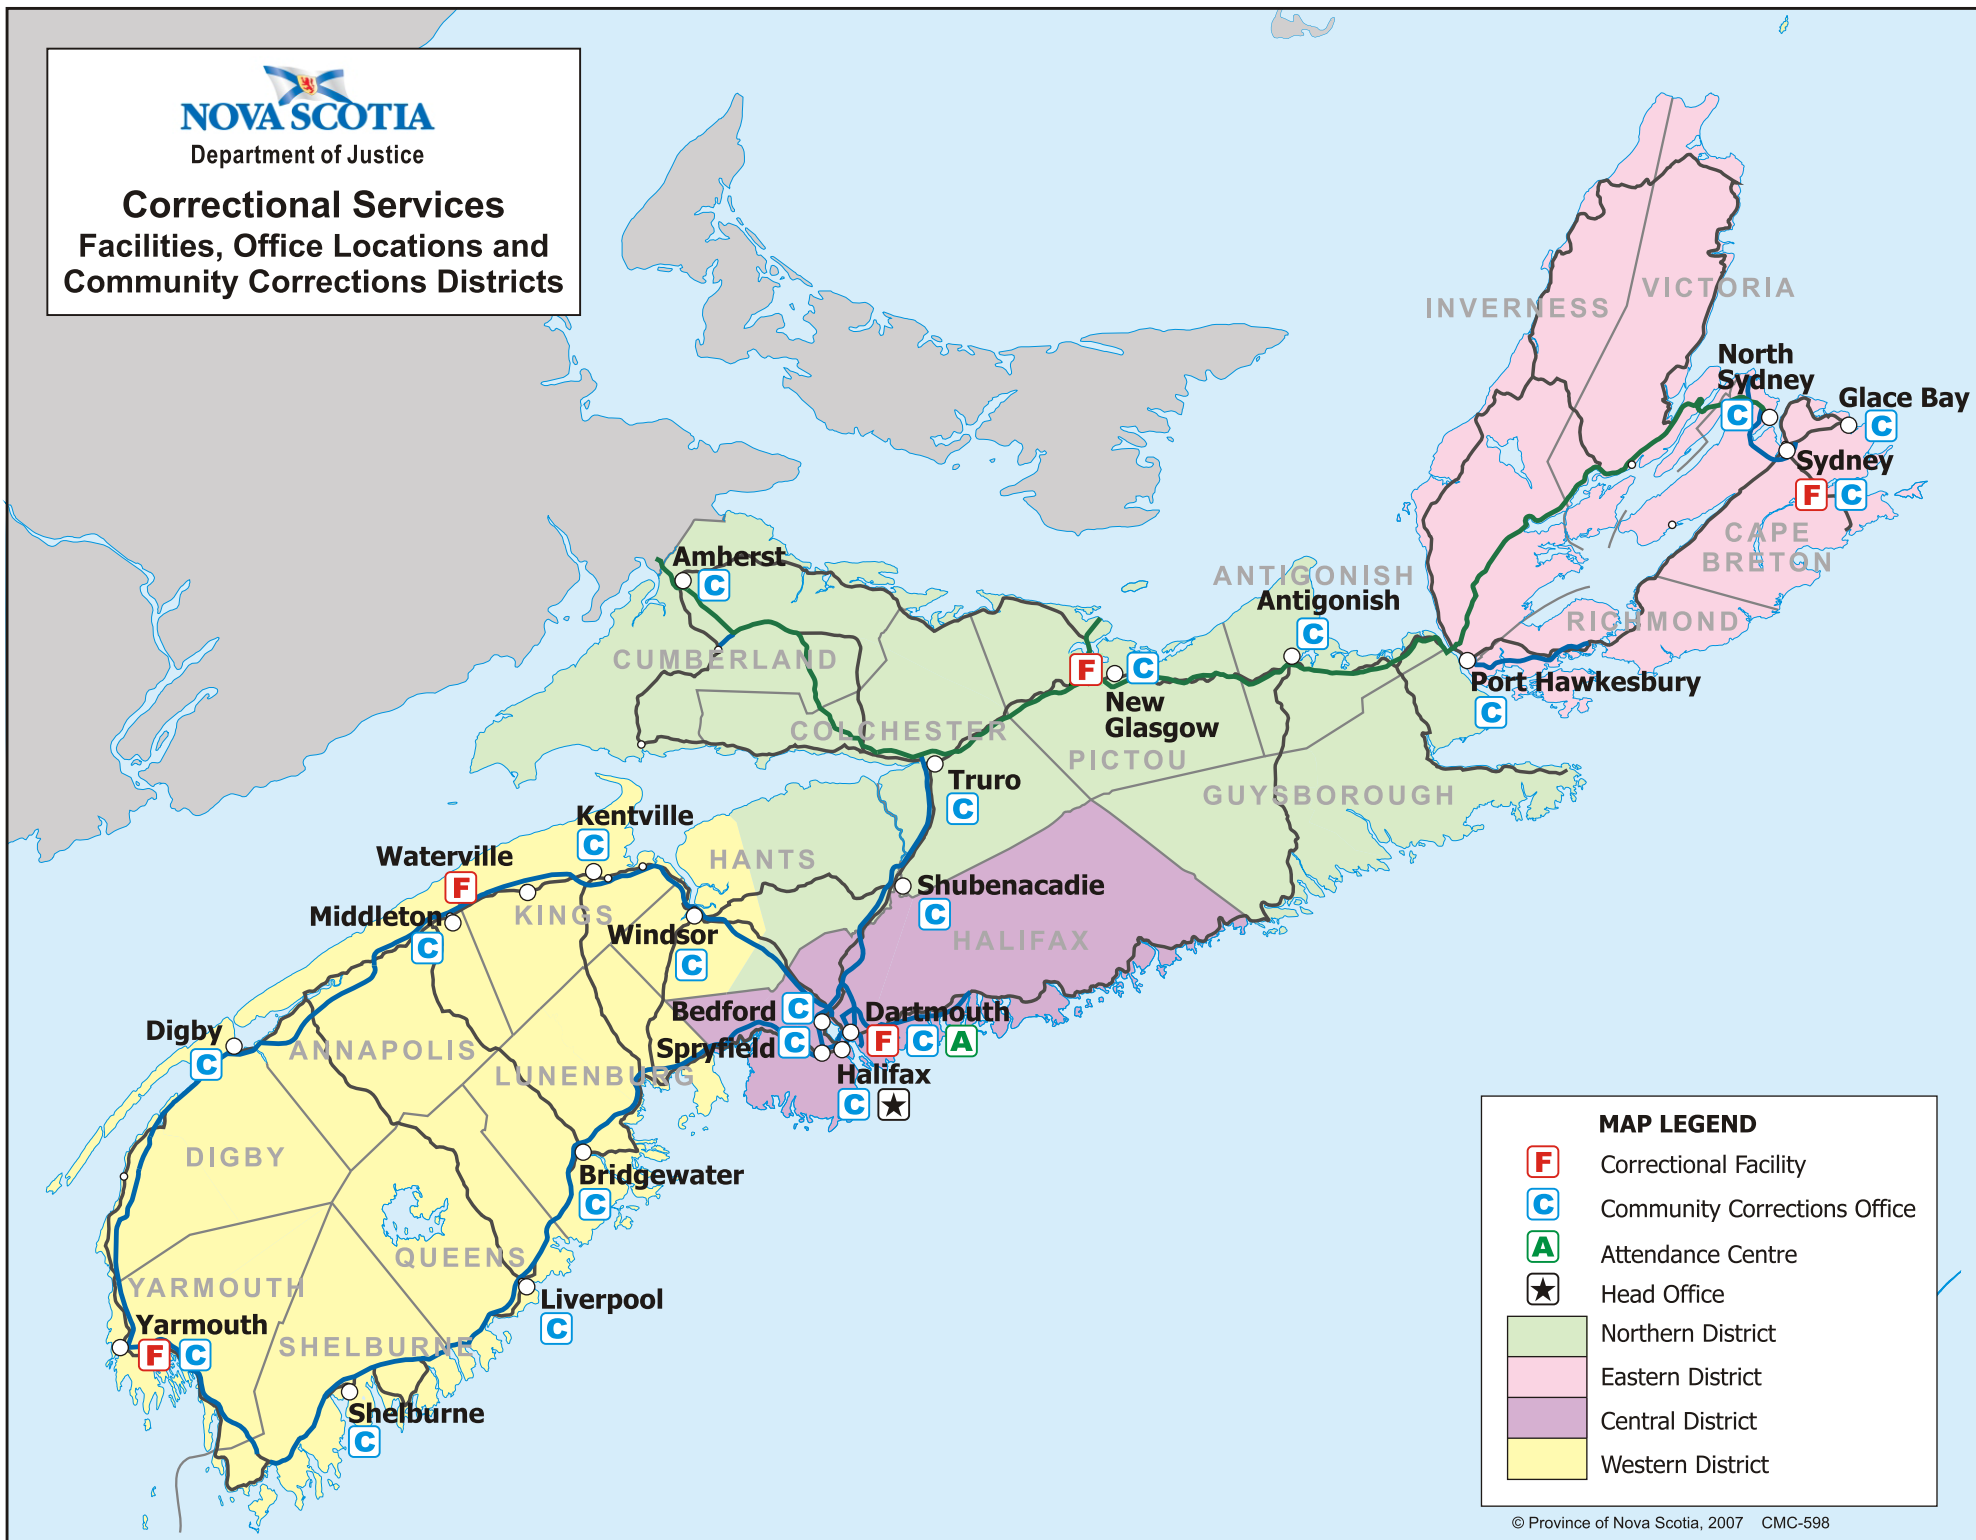 NOVA SCOTIA
Department of Justice
Correctional Services
Facilities, Office Locations and
Community Corrections Districts
INVERNESS
VICTORIA
North
Sydney
C
Glace Bay
C
Sydney
F C
CAPE
BRETON
RICHMOND
Port Hawkesbury
C
ANTIGONISH
Antigonish
C
Amherst
C
CUMBERLAND
F C
New
Glasgow
COLCHESTER
PICTOU
GUYSBOROUGH
Truro
C
Kentville
C
Waterville
F
HANTS
Middleton
C
KINGS
Shubenacadie
C
Windsor
C
HALIFAX
Bedford C
Spryfield C
Dartmouth
F C A
Halifax
C
Digby
C
ANNAPOLIS
LUNENBURG
DIGBY
Bridgewater
C
QUEENS
YARMOUTH
Liverpool
C
Yarmouth
F C
SHELBURNE
Shelburne
C
MAP LEGEND
F Correctional Facility
C Community Corrections Office
A Attendance Centre
Head Office
Northern District
Eastern District
Central District
Western District
© Province of Nova Scotia, 2007 CMC-598